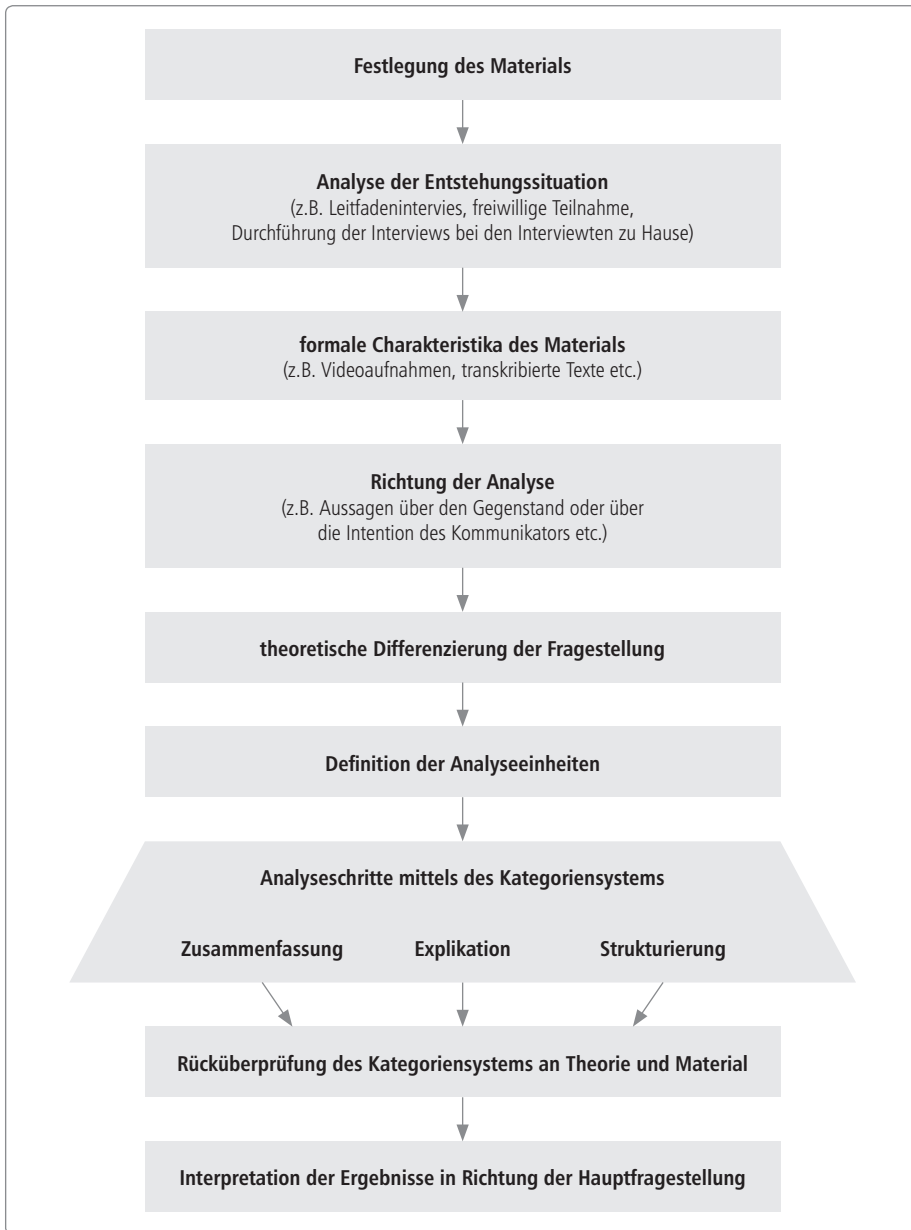 Festlegung des Materials
Analyse der Entstehungssituation
(z.B. Leitfadenintervies, freiwillige Teilnahme,
Durchführung der Interviews bei den Interviewten zu Hause)
formale Charakteristika des Materials
(z.B. Videoaufnahmen, transkribierte Texte etc.)
Richtung der Analyse
(z.B. Aussagen über den Gegenstand oder über
die Intention des Kommunikators etc.)
theoretische Differenzierung der Fragestellung
Definition der Analyseeinheiten
Analyseschritte mittels des Kategoriensystems
Zusammenfassung Explikation Strukturierung
Rücküberprüfung des Kategoriensystems an Theorie und Material
Interpretation der Ergebnisse in Richtung der Hauptfragestellung